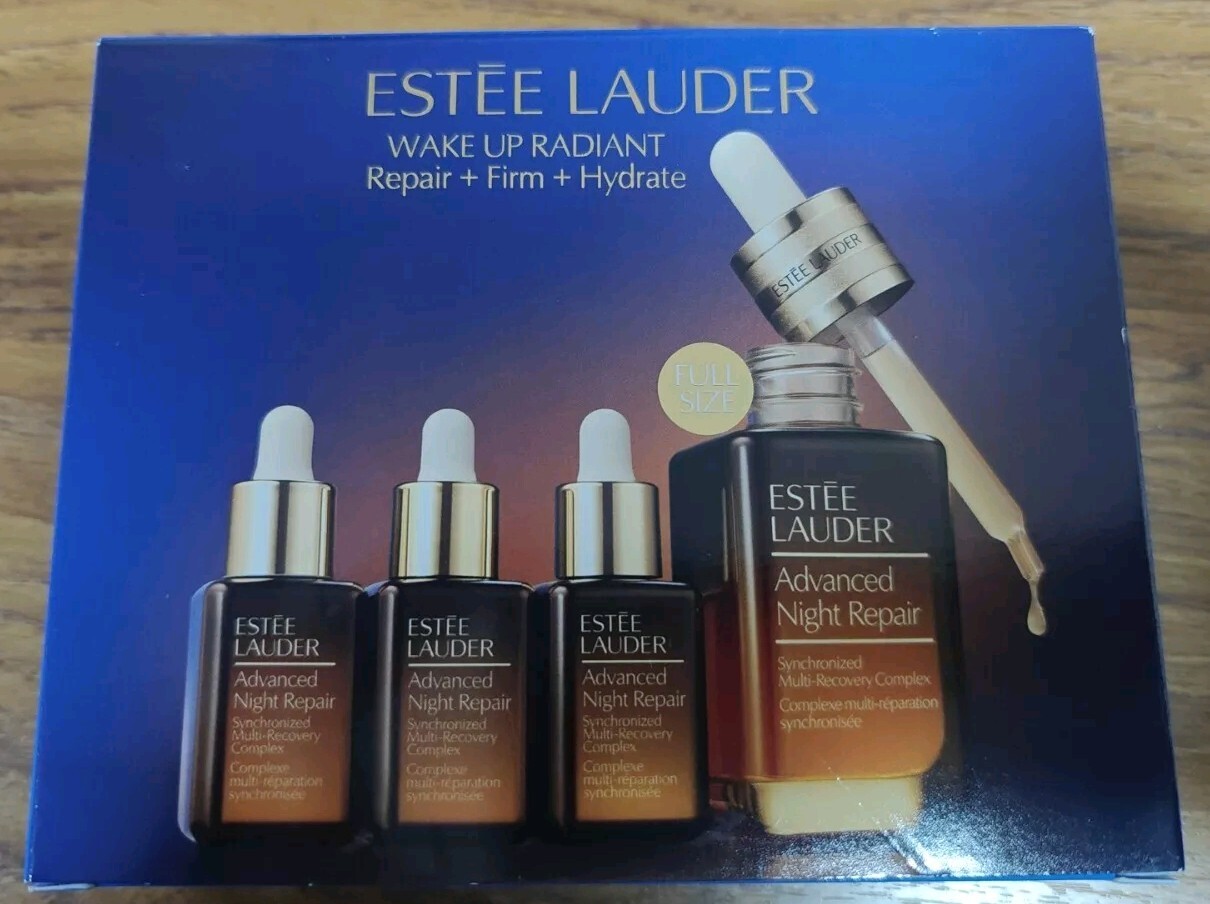 ESTĒE LAUDER
WAKE UP RADIANT
Repair + Firm + Hydrate
ESTĒE LAUDER
FULL
SIZE
ESTĒE
LAUDER
Advanced
Night Repair
Synchronized
Multi-Recovery Complex
Complexe multi-réparation
synchronisée
ESTĒE
LAUDER
Advanced
Night Repair
Synchronized
Multi-Recovery
Complex
Complexe
multi-réparation
synchronisée
ESTĒE
LAUDER
Advanced
Night Repair
Synchronized
Multi-Recovery
Complex
Complexe
multi-réparation
synchronisée
ESTĒE
LAUDER
Advanced
Night Repair
Synchronized
Multi-Recovery
Complex
Complexe
multi-réparation
synchronisée